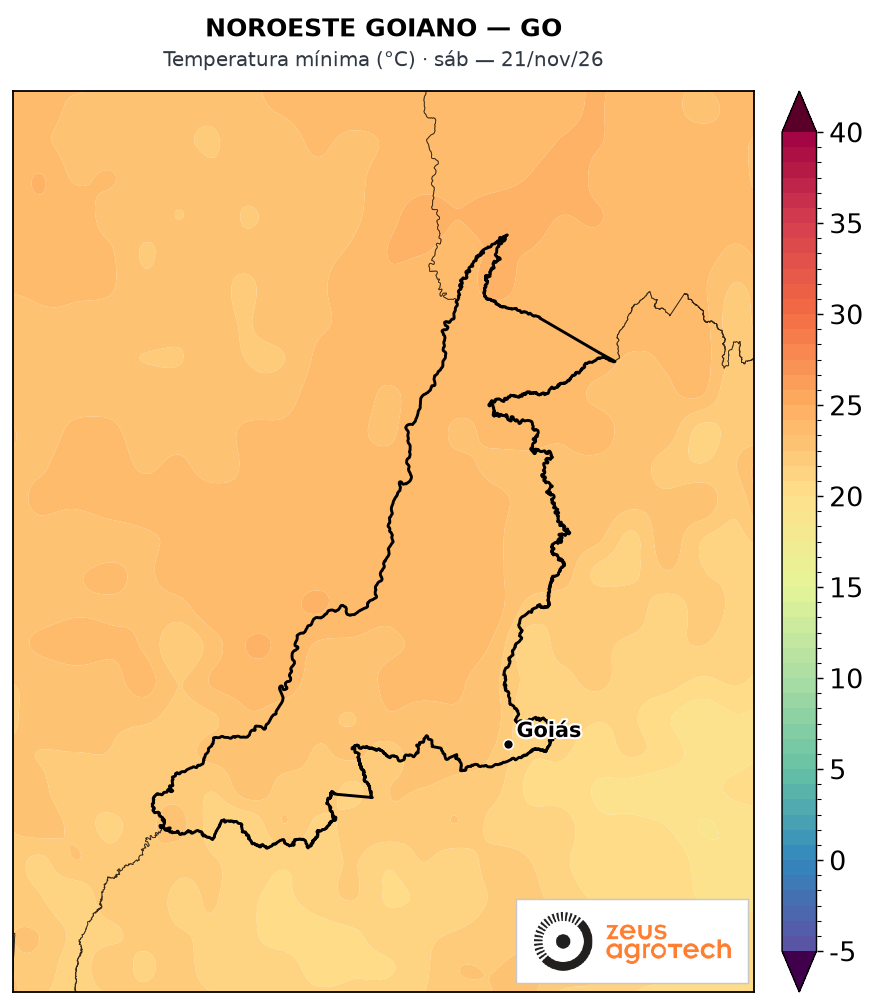 NOROESTE GOIANO — GO
Temperatura mínima (°C) · sáb — 21/nov/26
40
35
30
25
20
15
10
5
0
-5
Goiás
zeus
agrotech